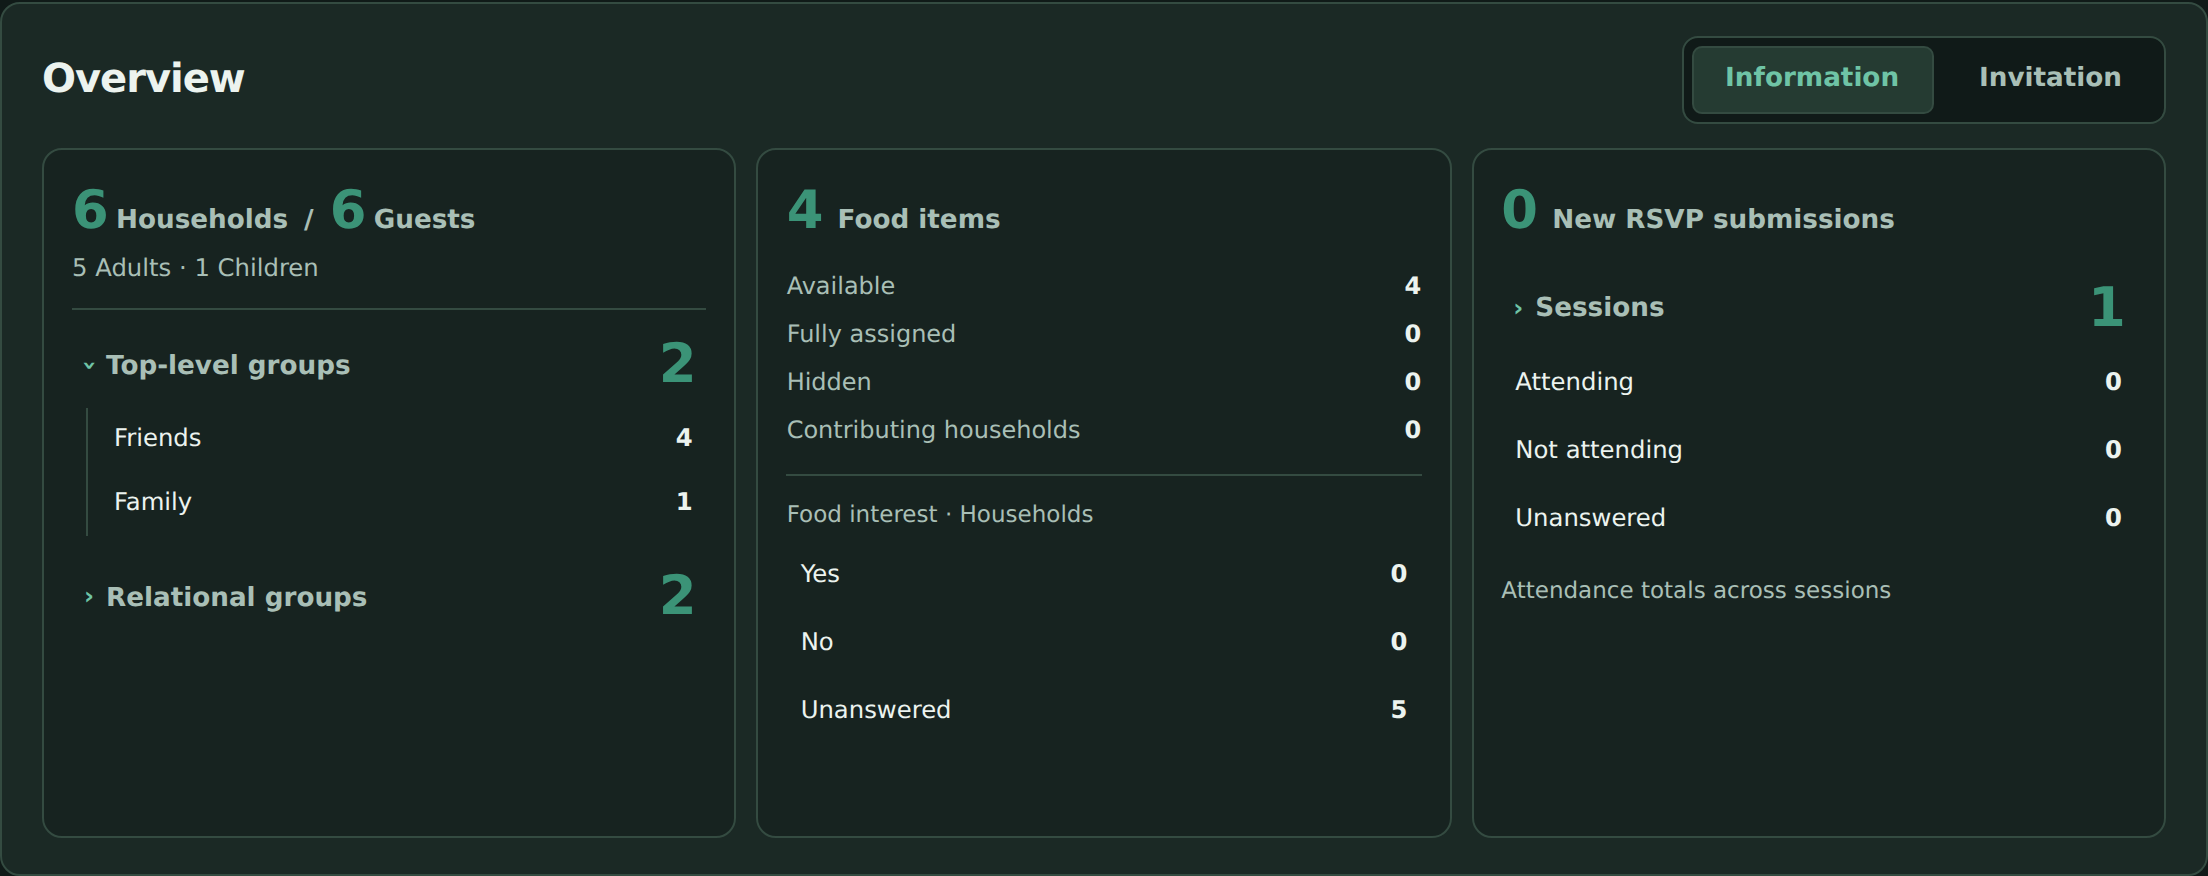 Overview
Information
Invitation
6 Households / 6 Guests
5 Adults · 1 Children
⌄ Top-level groups 2
Friends 4
Family 1
› Relational groups 2
4 Food items
Available 4
Fully assigned 0
Hidden 0
Contributing households 0
Food interest · Households
Yes 0
No 0
Unanswered 5
0 New RSVP submissions
› Sessions 1
Attending 0
Not attending 0
Unanswered 0
Attendance totals across sessions